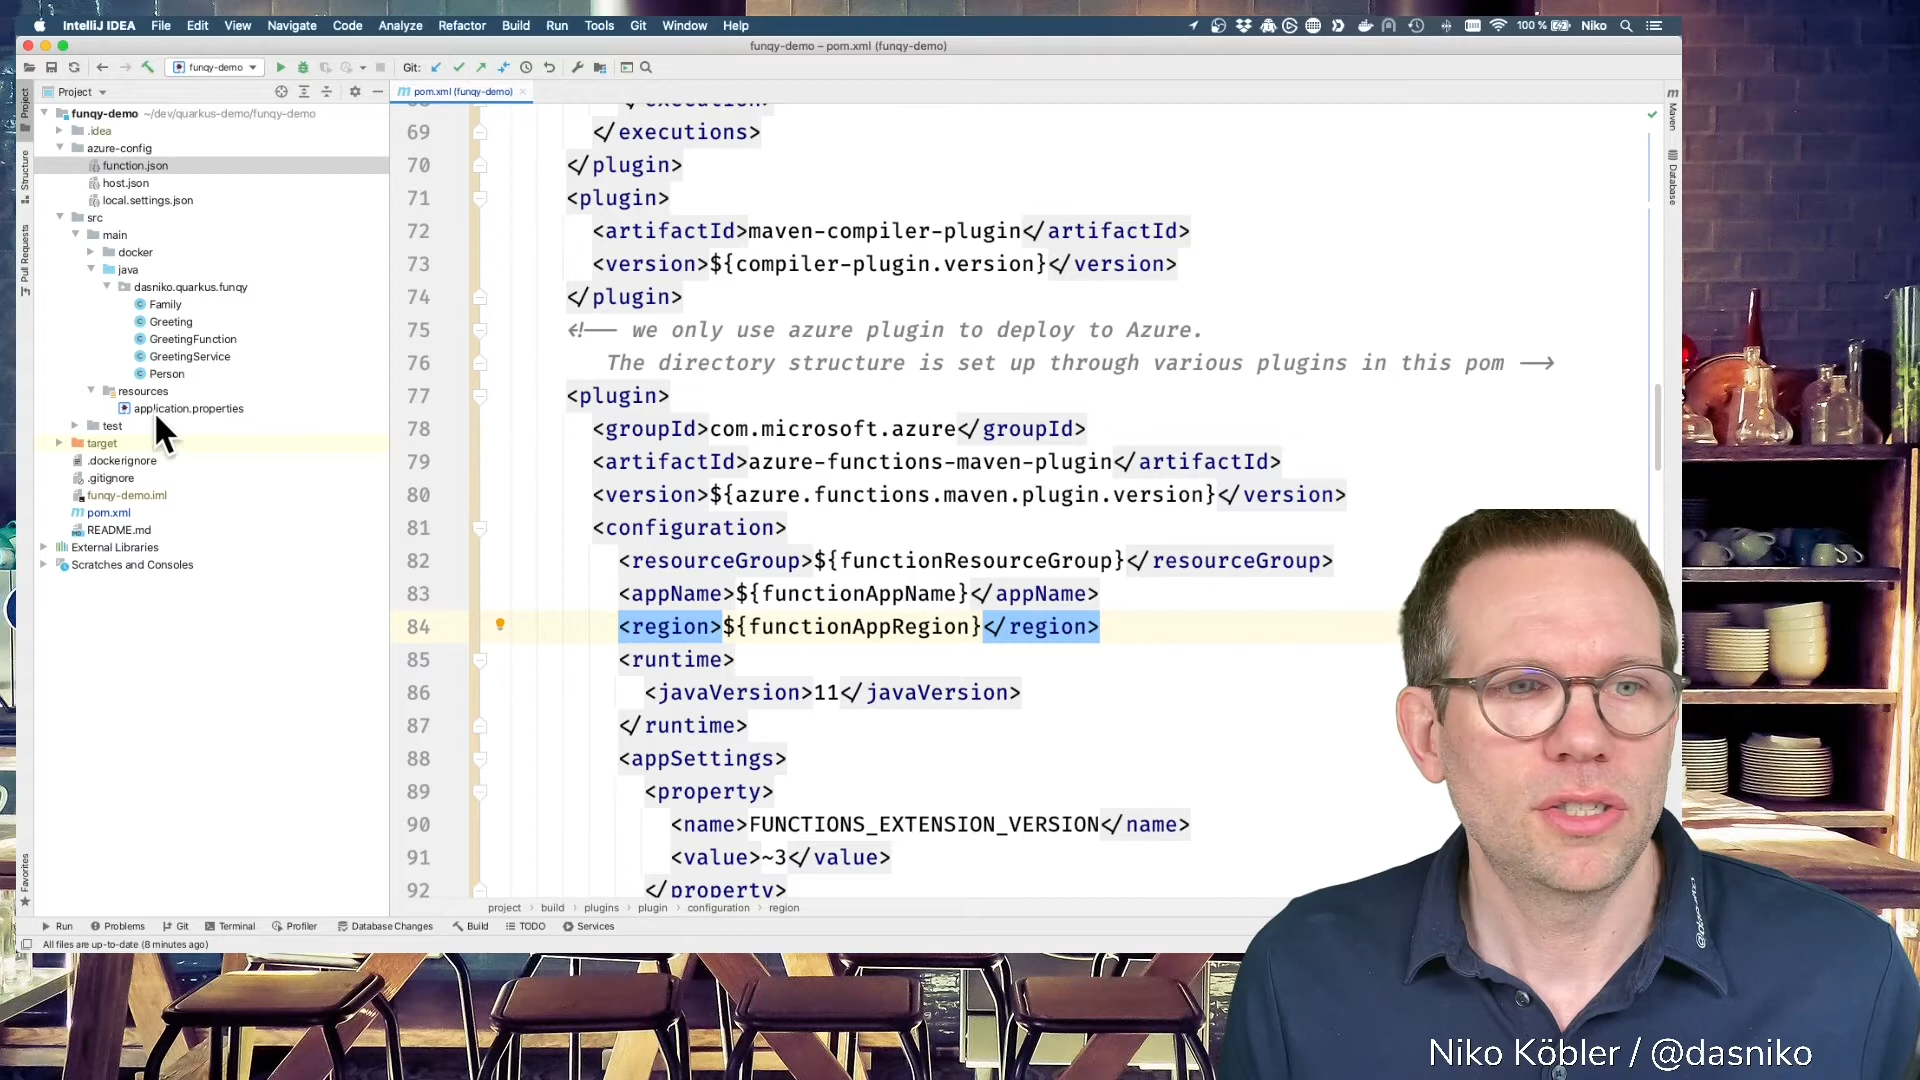 IntelliJ IDEA File Edit View Navigate Code Analyze Refactor Build Run Tools Git Window Help 100 % Niko
funqy-demo – pom.xml (funqy-demo)
funqy-demo Git:
Project
pom.xml (funqy-demo)
funqy-demo ~/dev/quarkus-demo/funqy-demo
.idea
azure-config
function.json
host.json
local.settings.json
src
main
docker
java
dasniko.quarkus.funqy
Family
Greeting
GreetingFunction
GreetingService
Person
resources
application.properties
test
target
.dockerignore
.gitignore
funqy-demo.iml
pom.xml
README.md
External Libraries
Scratches and Consoles
Project
Structure
Pull Requests
Favorites
69 </executions>
70 </plugin>
71 <plugin>
72 <artifactId>maven-compiler-plugin</artifactId>
73 <version>${compiler-plugin.version}</version>
74 </plugin>
75 <!-- we only use azure plugin to deploy to Azure.
76 The directory structure is set up through various plugins in this pom -->
77 <plugin>
78 <groupId>com.microsoft.azure</groupId>
79 <artifactId>azure-functions-maven-plugin</artifactId>
80 <version>${azure.functions.maven.plugin.version}</version>
81 <configuration>
82 <resourceGroup>${functionResourceGroup}</resourceGroup>
83 <appName>${functionAppName}</appName>
84 <region>${functionAppRegion}</region>
85 <runtime>
86 <javaVersion>11</javaVersion>
87 </runtime>
88 <appSettings>
89 <property>
90 <name>FUNCTIONS_EXTENSION_VERSION</name>
91 <value>~3</value>
92 </property>
Maven
Database
project build plugins plugin configuration region
Run Problems Git Terminal Profiler Database Changes Build TODO Services
All files are up-to-date (8 minutes ago)
Niko Köbler / @dasniko